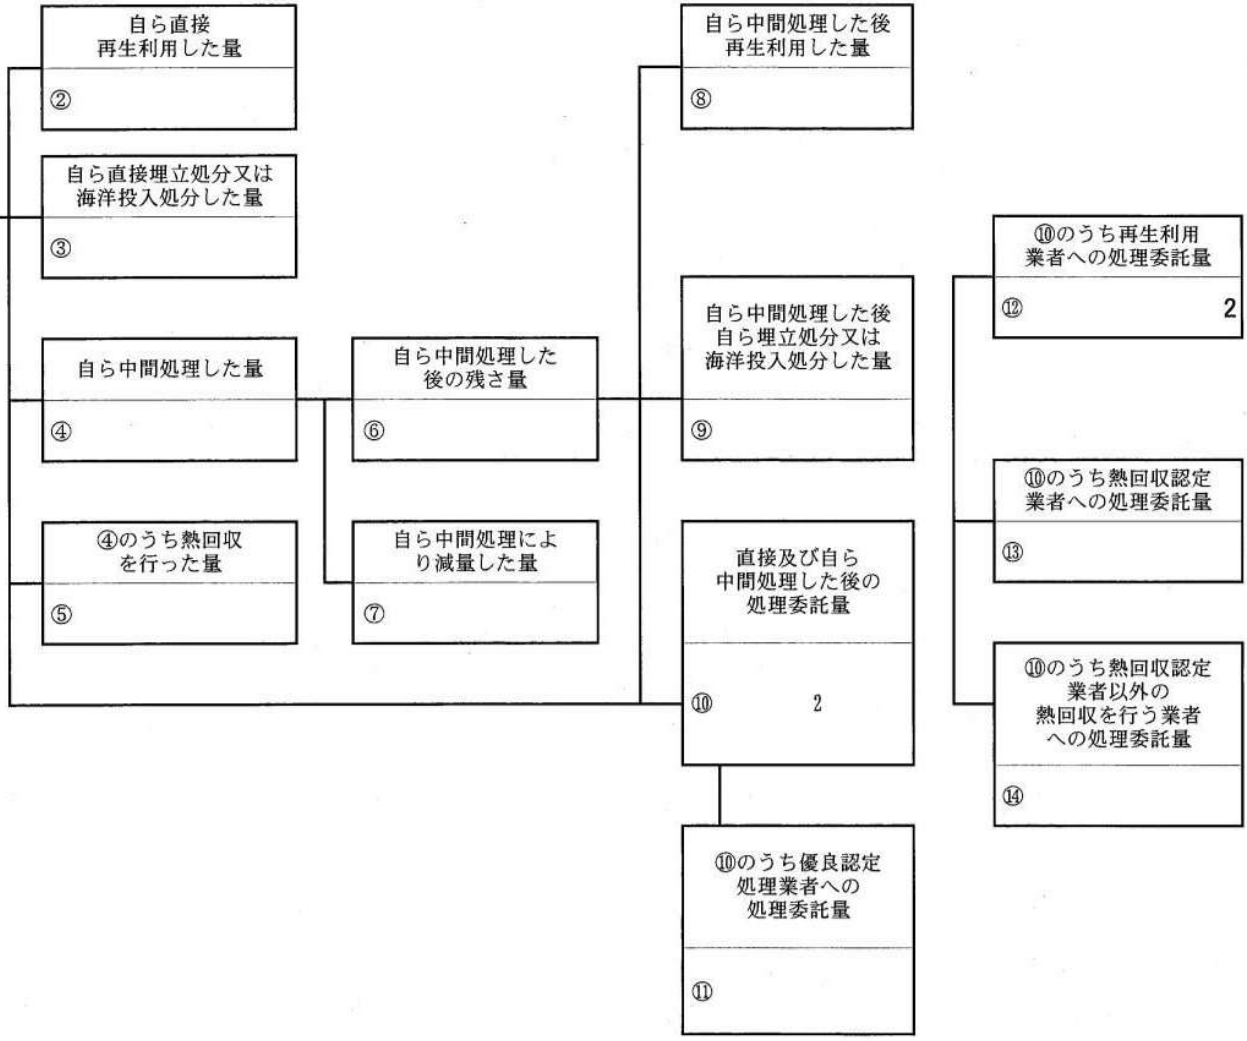 自ら直接
再生利用した量
②
自ら直接埋立処分又は
海洋投入処分した量
③
自ら中間処理した量
④
④のうち熱回収
を行った量
⑤
自ら中間処理した
後の残さ量
⑥
自ら中間処理によ
り減量した量
⑦
自ら中間処理した後
再生利用した量
⑧
自ら中間処理した後
自ら埋立処分又は
海洋投入処分した量
⑨
直接及び自ら
中間処理した後の
処理委託量
⑩ 2
⑩のうち優良認定
処理業者への
処理委託量
⑪
⑩のうち再生利用
業者への処理委託量
⑫ 2
⑩のうち熱回収認定
業者への処理委託量
⑬
⑩のうち熱回収認定
業者以外の
熱回収を行う業者
への処理委託量
⑭